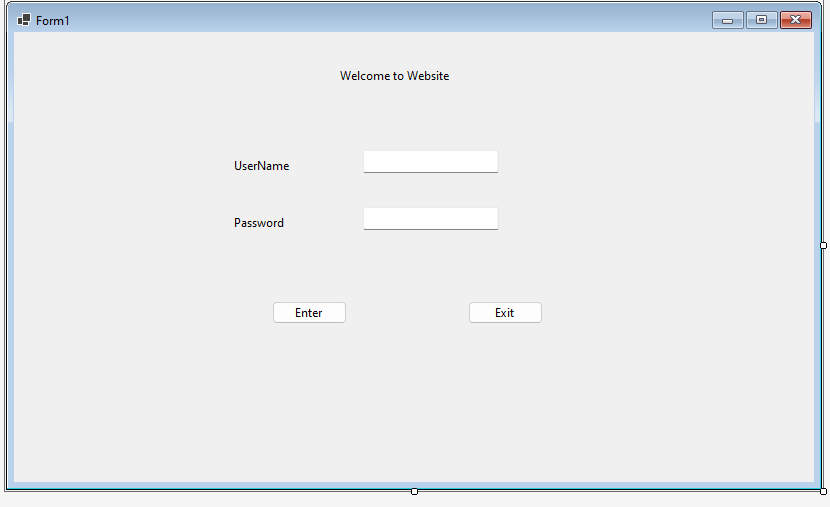 Form1
Welcome to Website
UserName
Password
Enter
Exit